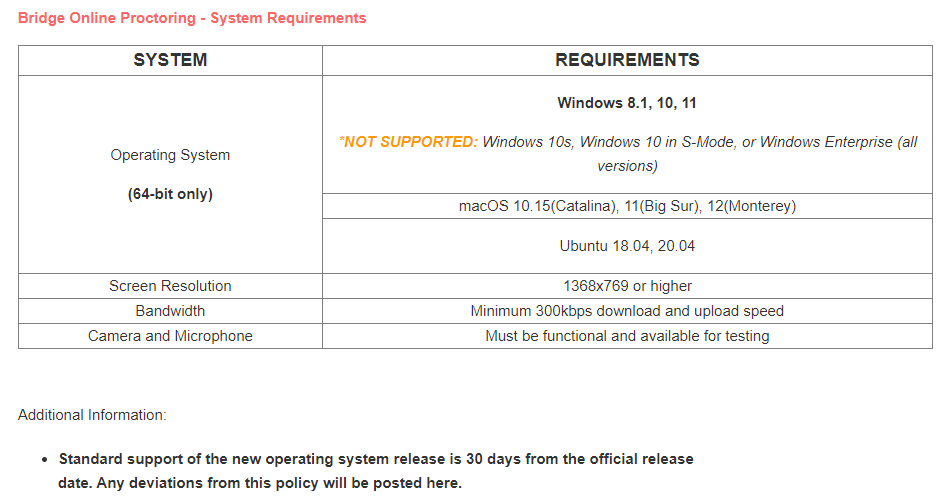 Bridge Online Proctoring - System Requirements
SYSTEM
REQUIREMENTS
Operating System
(64-bit only)
Windows 8.1, 10, 11
*NOT SUPPORTED: Windows 10s, Windows 10 in S-Mode, or Windows Enterprise (all
versions)
macOS 10.15(Catalina), 11(Big Sur), 12(Monterey)
Ubuntu 18.04, 20.04
Screen Resolution
1368x769 or higher
Bandwidth
Minimum 300kbps download and upload speed
Camera and Microphone
Must be functional and available for testing
Additional Information:
• Standard support of the new operating system release is 30 days from the official release
date. Any deviations from this policy will be posted here.